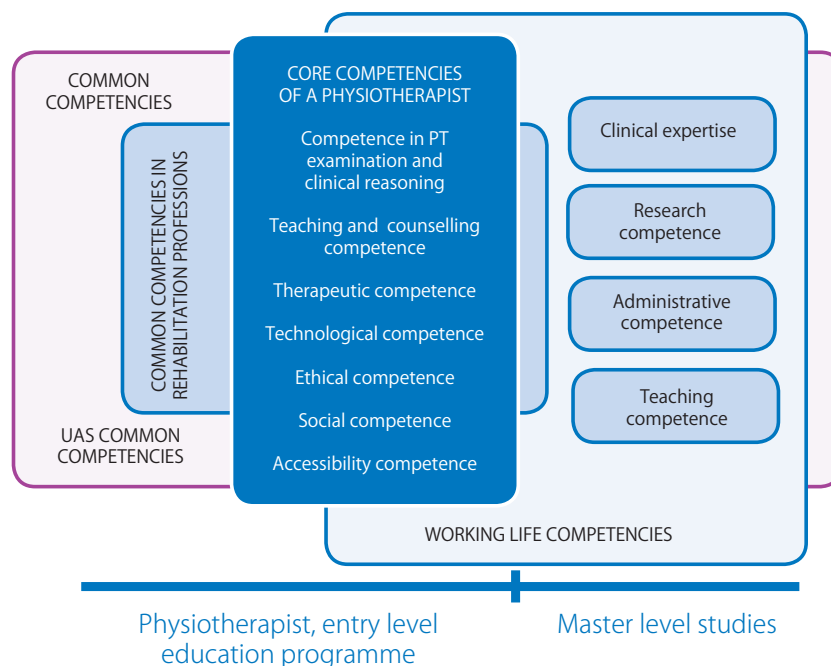 COMMON
COMPETENCIES
COMMON COMPETENCIES IN
REHABILITATION PROFESSIONS
UAS COMMON
COMPETENCIES
CORE COMPETENCIES
OF A PHYSIOTHERAPIST
Competence in PT
examination and
clinical reasoning
Teaching and counselling
competence
Therapeutic competence
Technological competence
Ethical competence
Social competence
Accessibility competence
Clinical expertise
Research
competence
Administrative
competence
Teaching
competence
WORKING LIFE COMPETENCIES
Physiotherapist, entry level
education programme
Master level studies